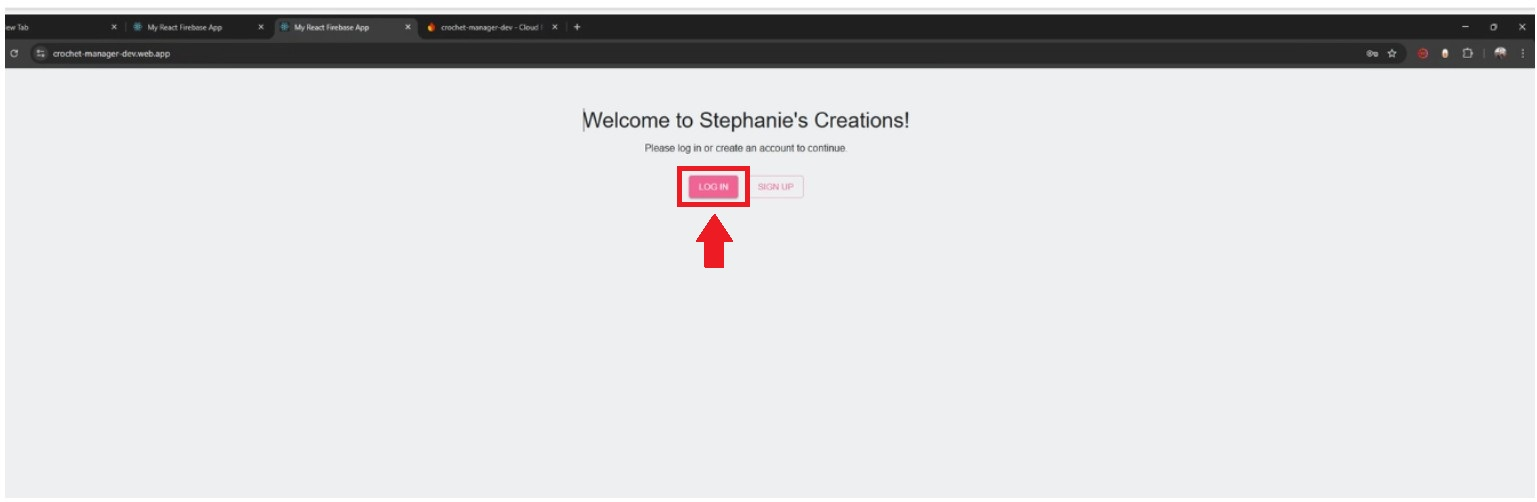 ew Tab
My React Firebase App
My React Firebase App
crochet-manager-dev - Cloud
crochet-manager-dev.web.app
Welcome to Stephanie's Creations!
Please log in or create an account to continue.
LOG IN SIGN UP